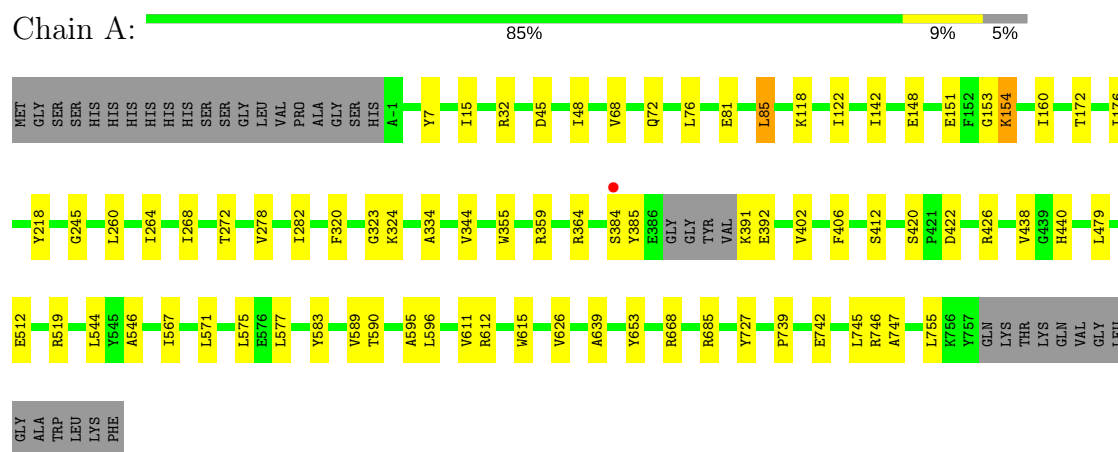 Chain A:
85% 9% 5%
MET GLY SER SER HIS HIS HIS HIS HIS HIS SER SER GLY LEU VAL PRO ALA GLY SER HIS A-1 Y7 I15 R32 D45 I48 V68 Q72 L76 E81 L85 K118 I122 I142 E148 E151 F152 G153 K154 I160 T172 I176
Y218 G245 L260 I264 I268 T272 V278 I282 F320 G323 K324 A334 V344 W355 R359 R364 S384 Y385 E386 GLY GLY TYR VAL K391 E392 V402 F406 S412 S420 P421 D422 R426 V438 G439 H440 L479
E512 R519 L544 Y545 A546 I567 L571 L575 E576 L577 Y583 V589 T590 A595 L596 V611 R612 W615 V626 A639 Y653 R668 R685 Y727 P739 E742 L745 R746 A747 L755 K756 Y757 GLN LYS THR LYS GLN VAL GLY LEU
GLY ALA TRP LEU LYS PHE